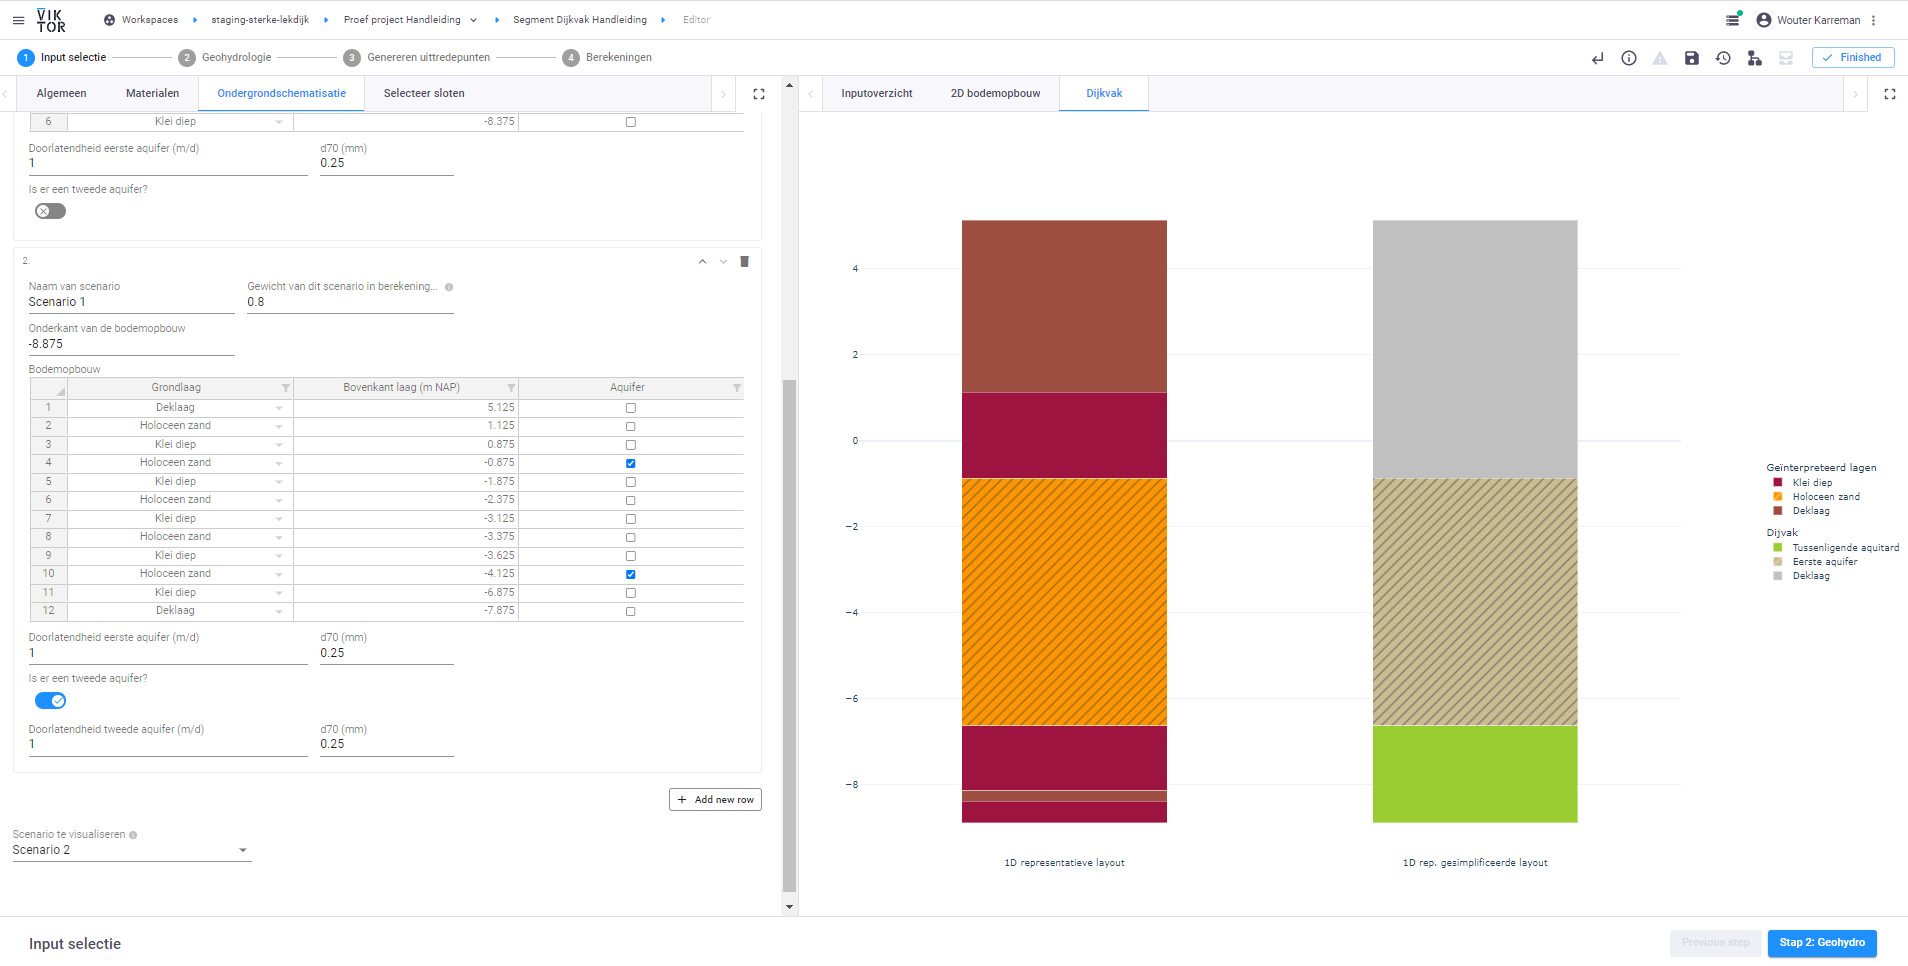 VIKTOR
Workspaces
staging-sterke-lekdijk
Proef project Handleiding
Segment Dijkvak Handleiding
Editor
Wouter Karreman
1 Input selectie
2 Geohydrologie
3 Genereren uittredepunten
4 Berekeningen
Finished
Algemeen
Materialen
Ondergrondschematisatie
Selecteer sloten
Inputoverzicht
2D bodemopbouw
Dijkvak
6 Klei diep -8.375
Doorlatendheid eerste aquifer (m/d) d70 (mm)
1 0.25
Is er een tweede aquifer?
2.
Naam van scenario Gewicht van dit scenario in berekening...
Scenario 1 0.8
Onderkant van de bodemopbouw
-8.875
Bodemopbouw
Grondlaag Bovenkant laag (m NAP) Aquifer
1 Deklaag 5.125
2 Holoceen zand 1.125
3 Klei diep 0.875
4 Holoceen zand -0.875
5 Klei diep -1.875
6 Holoceen zand -2.375
7 Klei diep -3.125
8 Holoceen zand -3.375
9 Klei diep -3.625
10 Holoceen zand -4.125
11 Klei diep -6.875
12 Deklaag -7.875
Doorlatendheid eerste aquifer (m/d) d70 (mm)
1 0.25
Is er een tweede aquifer?
Doorlatendheid tweede aquifer (m/d) d70 (mm)
1 0.25
+ Add new row
Scenario te visualiseren
Scenario 2
4
2
0
−2
−4
−6
−8
1D representatieve layout
1D rep. gesimplificeerde layout
Geïnterpreteerd lagen
Klei diep
Holoceen zand
Deklaag
Dijvak
Tussenligende aquitard
Eerste aquifer
Deklaag
Input selectie
Previous step
Stap 2: Geohydro